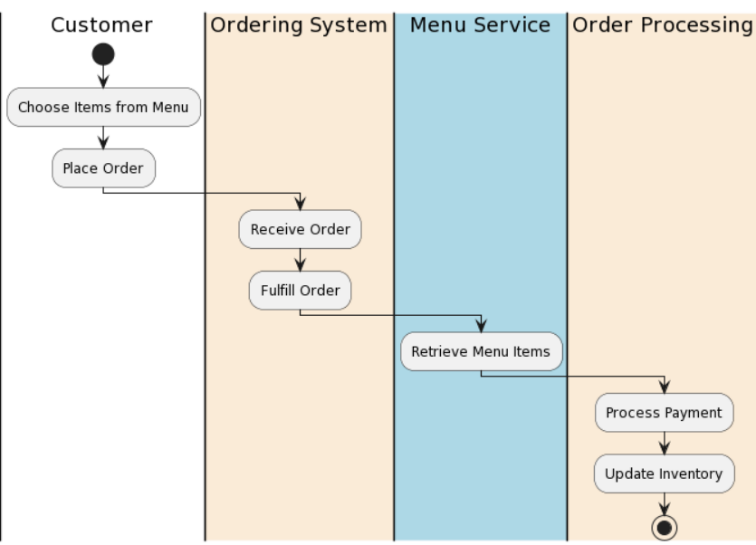 Customer
Ordering System
Menu Service
Order Processing
Choose Items from Menu
Place Order
Receive Order
Fulfill Order
Retrieve Menu Items
Process Payment
Update Inventory